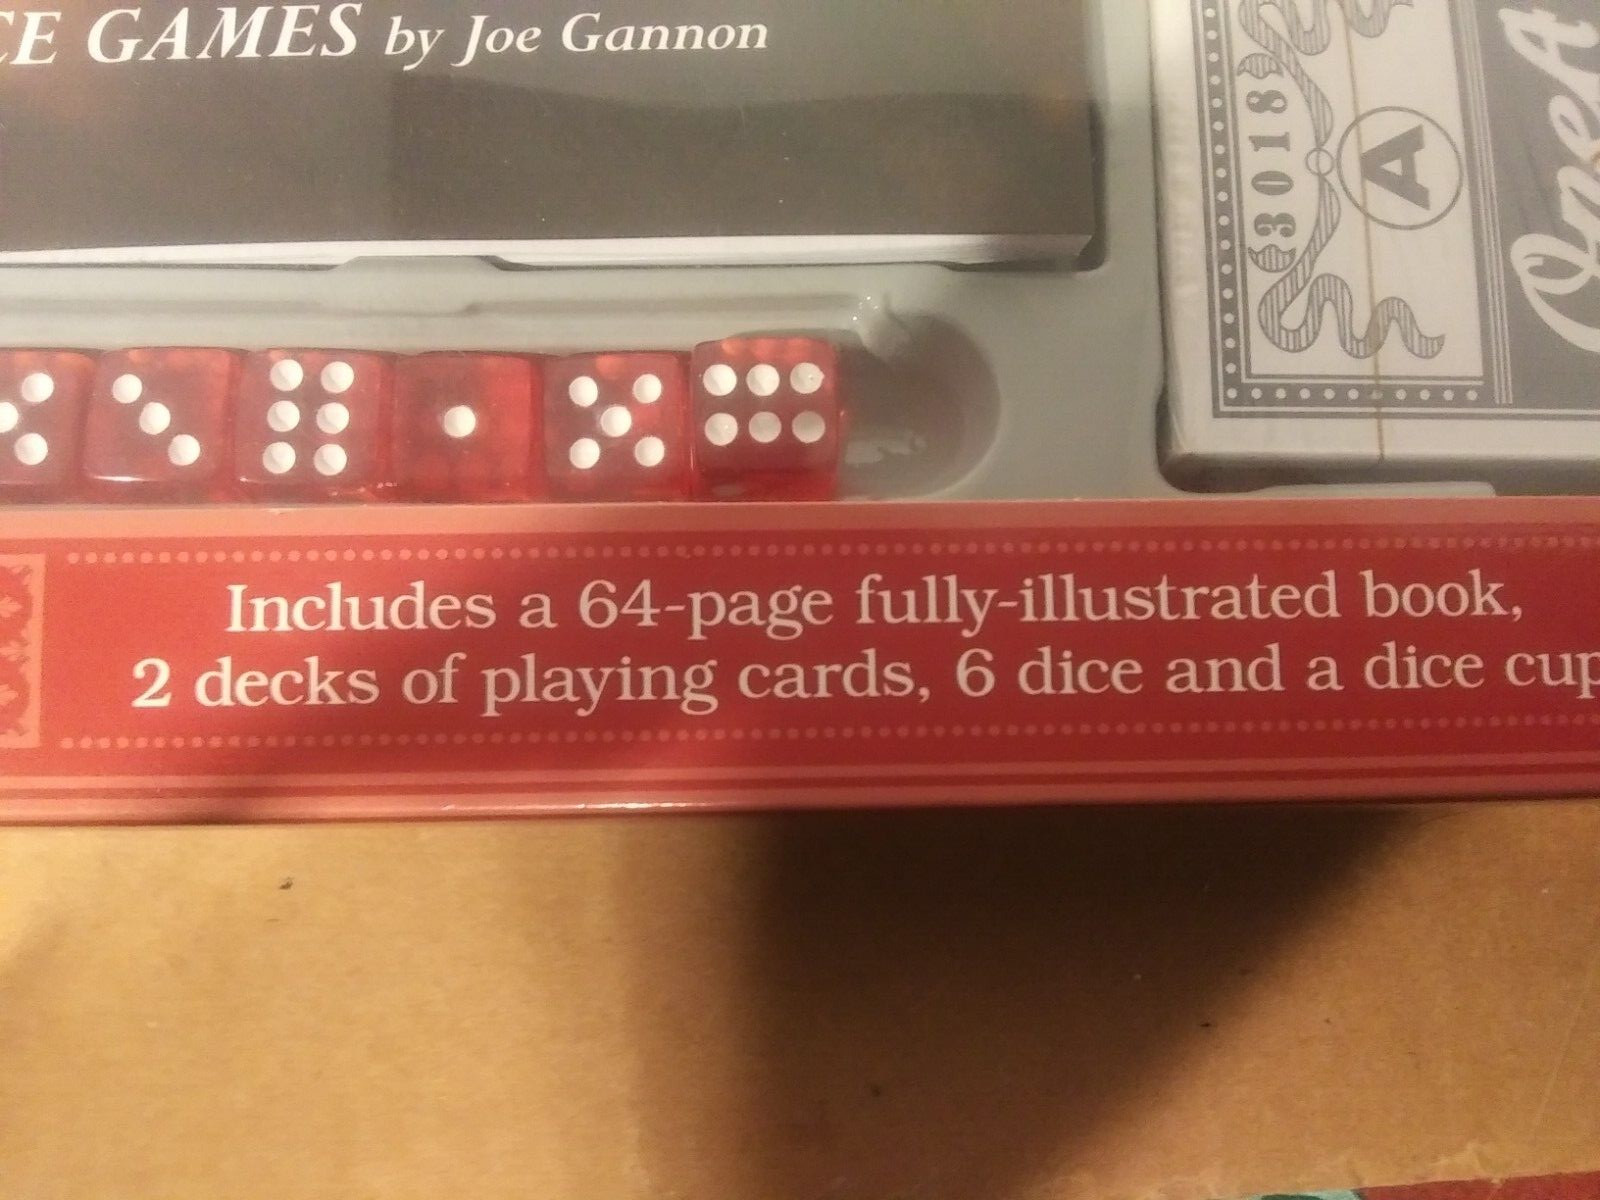 CE GAMES by Joe Gannon
3018
A
Includes a 64-page fully-illustrated book,
2 decks of playing cards, 6 dice and a dice cup